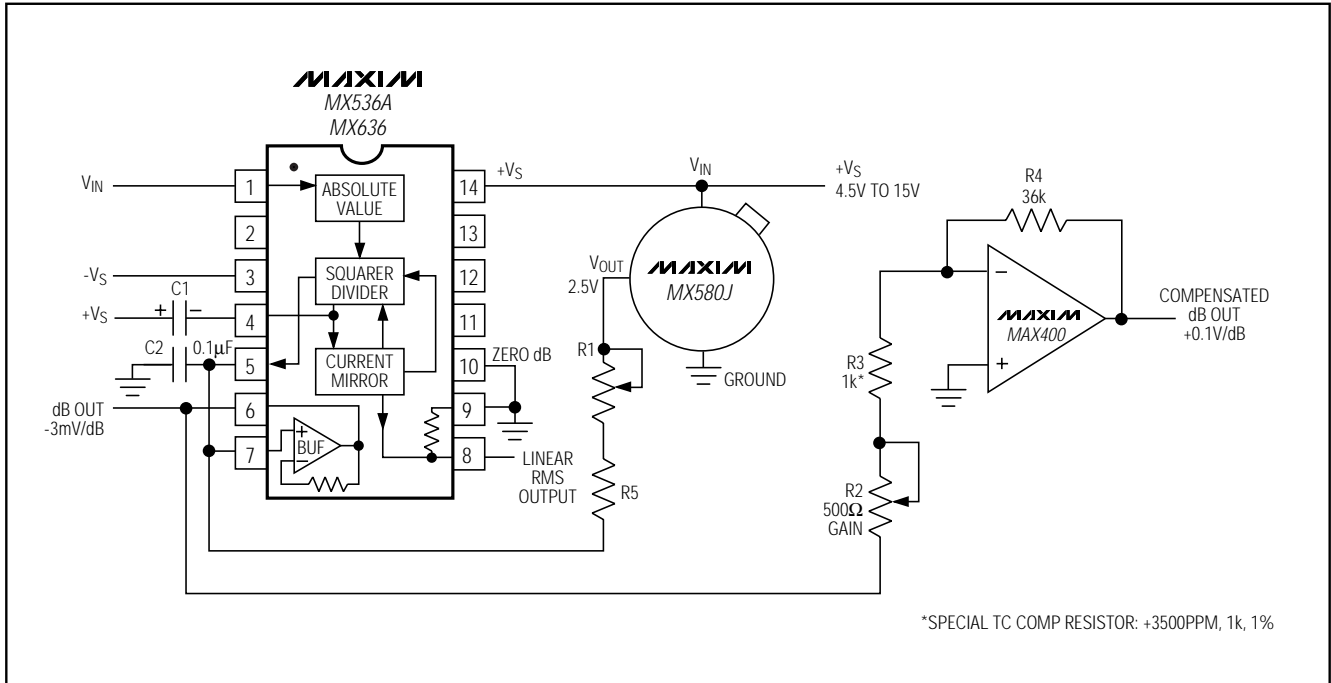 MAXIM
MX536A
MX636
VIN
1
2
-VS
3
C1
+VS
+ −
4
C2
0.1µF
5
dB OUT
-3mV/dB
6
7
ABSOLUTE
VALUE
SQUARER
DIVIDER
CURRENT
MIRROR
+
BUF
−
14
+VS
13
12
11
10
ZERO dB
9
8
LINEAR
RMS
OUTPUT
VIN
+VS
4.5V TO 15V
VOUT
2.5V
MAXIM
MX580J
GROUND
R1
R5
R4
36k
−
MAXIM
MAX400
+
COMPENSATED
dB OUT
+0.1V/dB
R3
1k*
R2
500Ω
GAIN
*SPECIAL TC COMP RESISTOR: +3500PPM, 1k, 1%